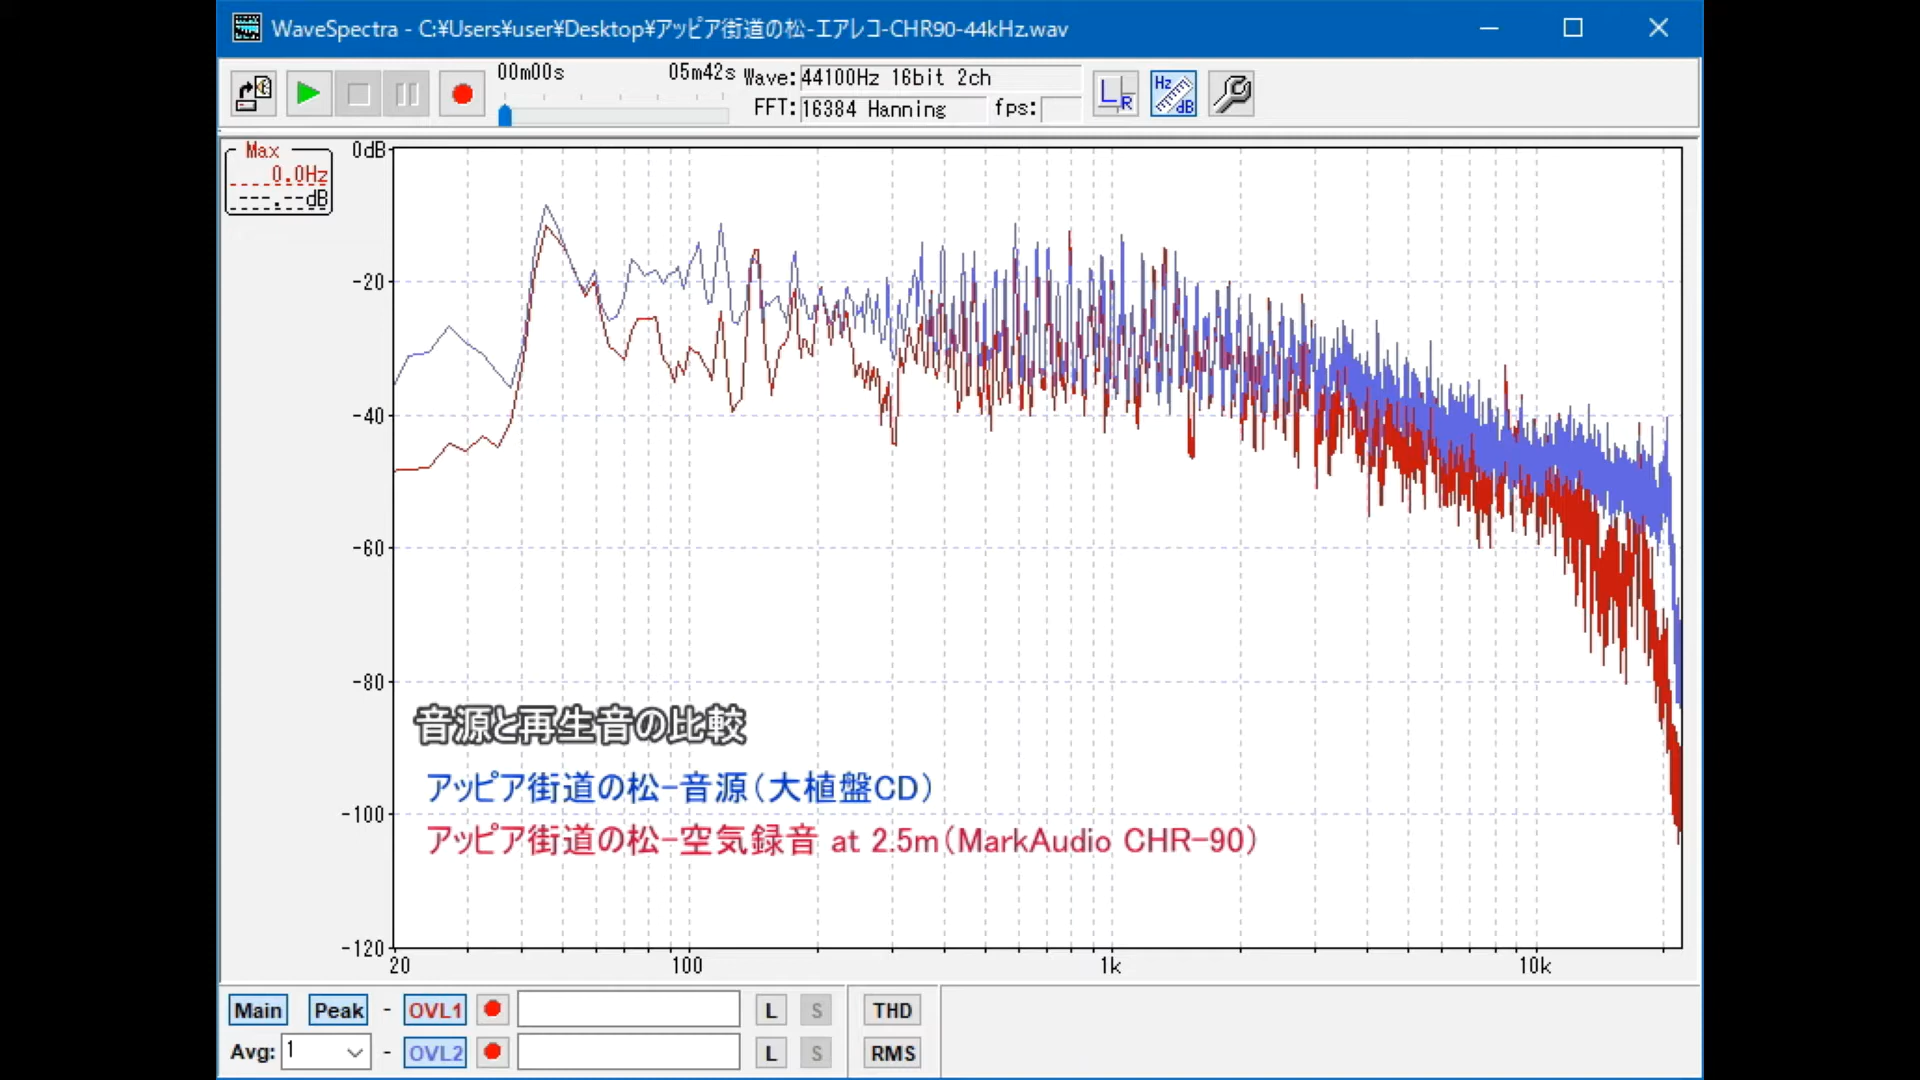 WaveSpectra - C:¥Users¥user¥Desktop¥アッピア街道の松-エアレコ-CHR90-44kHz.wav
00m00s 05m42s
Wave: 44100Hz 16bit 2ch
FFT: 16384 Hanning fps:
L R
Hz dB
Max
0.0Hz
---.--dB
0dB
-20
-40
-60
-80
-100
-120
20 100 1k 10k
音源と再生音の比較
アッピア街道の松-音源(大植盤CD)
アッピア街道の松-空気録音 at 2.5m(MarkAudio CHR-90)
Main Peak - OVL1 L S THD
Avg: 1 - OVL2 L S RMS